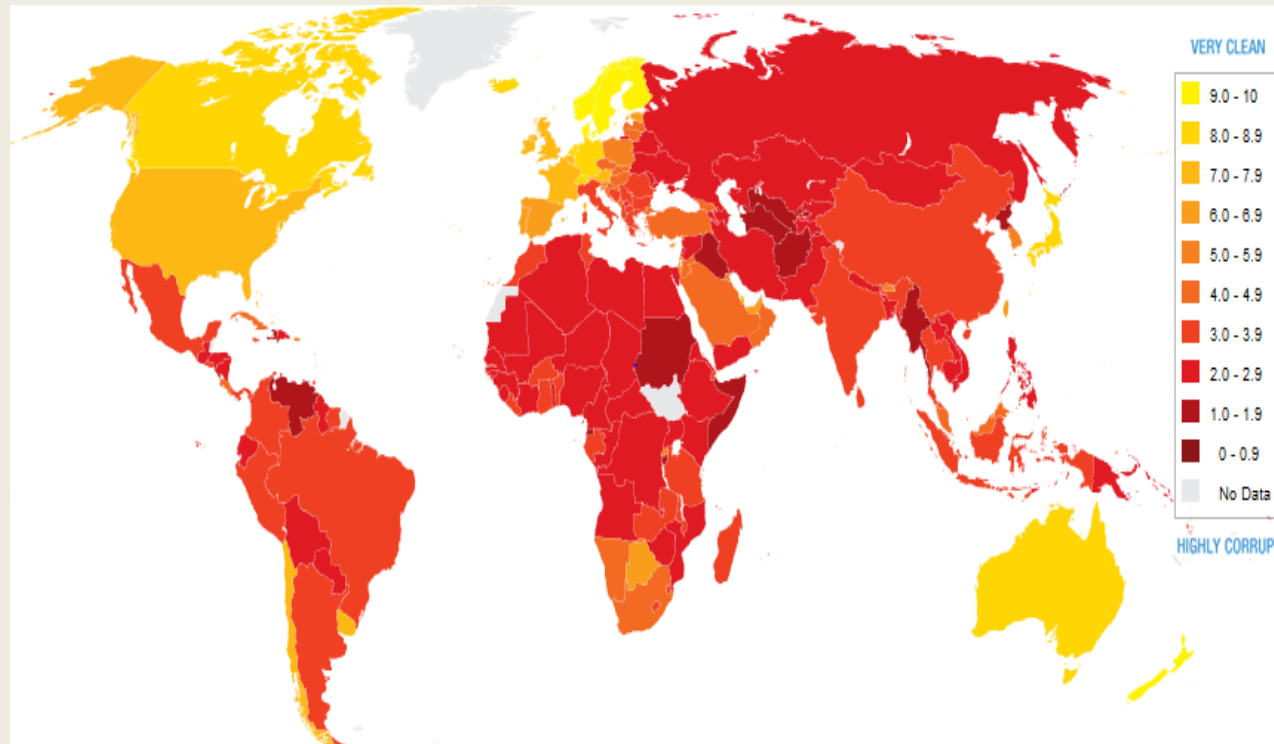 VERY CLEAN
9.0 - 10
8.0 - 8.9
7.0 - 7.9
6.0 - 6.9
5.0 - 5.9
4.0 - 4.9
3.0 - 3.9
2.0 - 2.9
1.0 - 1.9
0 - 0.9
No Data
HIGHLY CORRUP